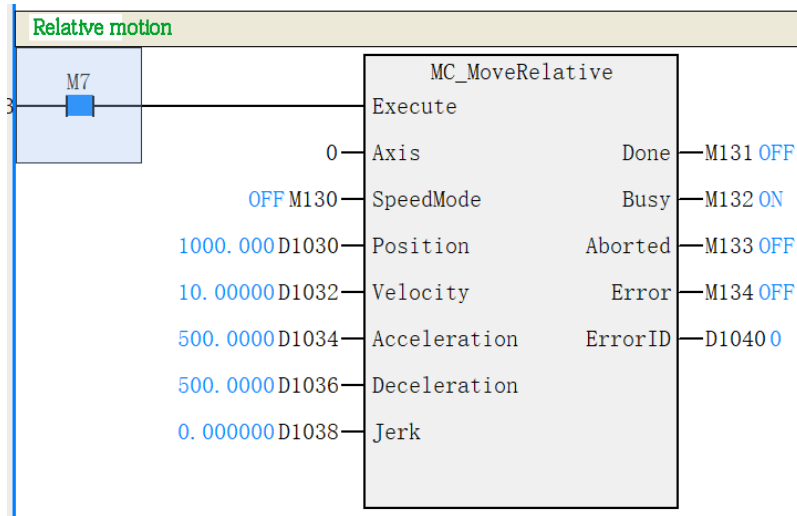 Relative motion
M7
MC_MoveRelative
Execute
0 Axis Done M131 OFF
OFF M130 SpeedMode Busy M132 ON
1000. 000 D1030 Position Aborted M133 OFF
10. 00000 D1032 Velocity Error M134 OFF
500. 0000 D1034 Acceleration ErrorID D1040 0
500. 0000 D1036 Deceleration
0. 000000 D1038 Jerk